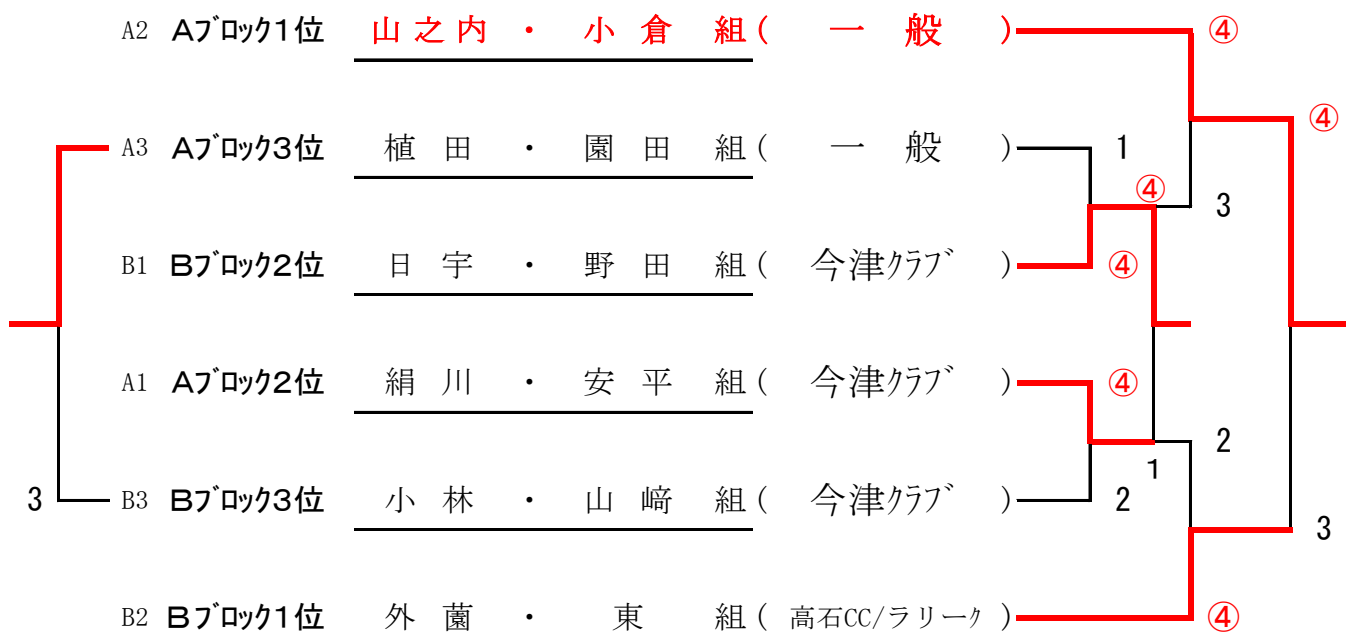 A2 Aブロック1位 山之内・小倉 組( 一般 ) ④
④
A3 Aブロック3位 植田・園田 組( 一般 ) 1
④ 3
B1 Bブロック2位 日宇・野田 組( 今津クラブ ) ④
A1 Aブロック2位 絹川・安平 組( 今津クラブ ) ④
1 2
3 B3 Bブロック3位 小林・山﨑 組( 今津クラブ ) 2
3
B2 Bブロック1位 外薗・東 組( 高石CC/ラリーク ) ④